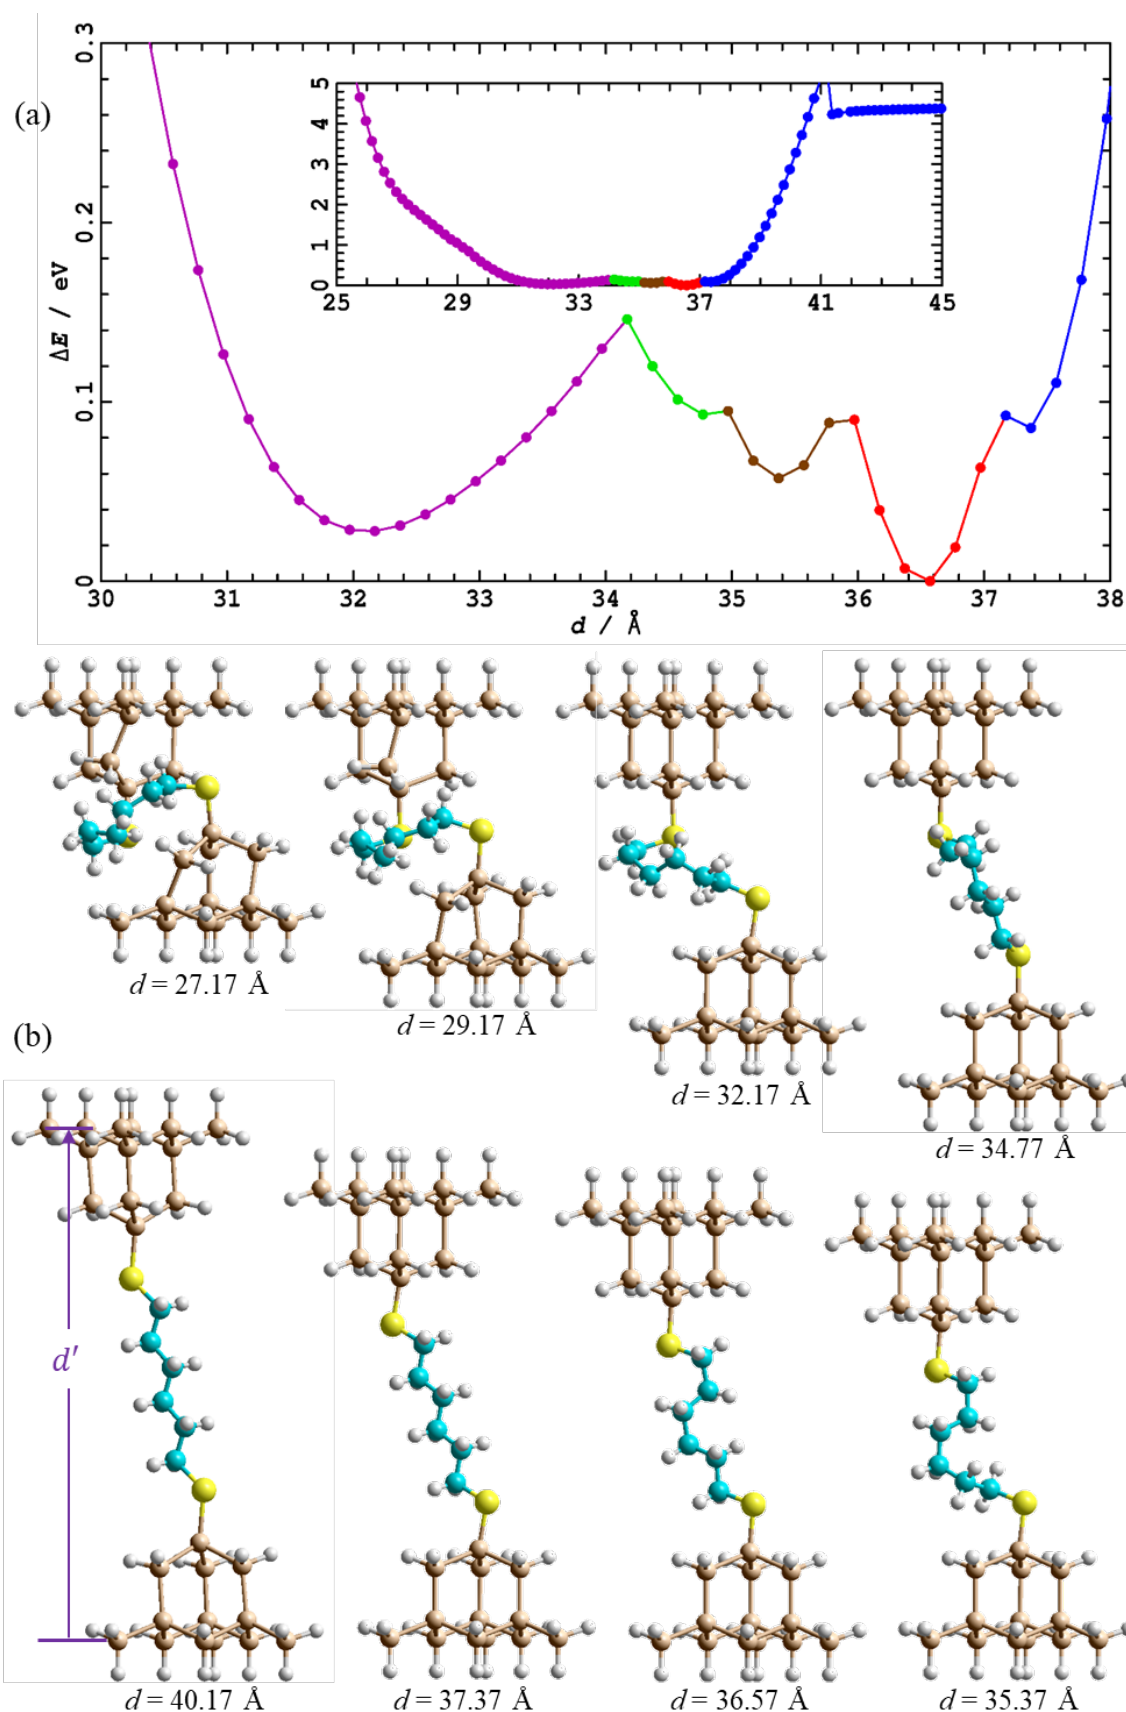 (a)
ΔE / eV
0.3
0.2
0.1
0
30 31 32 33 34 35 36 37 38
d / Å
5
4
3
2
1
0
25 29 33 37 41 45
(b)
d = 27.17 Å
d = 29.17 Å
d = 32.17 Å
d = 34.77 Å
d′
d = 40.17 Å
d = 37.37 Å
d = 36.57 Å
d = 35.37 Å